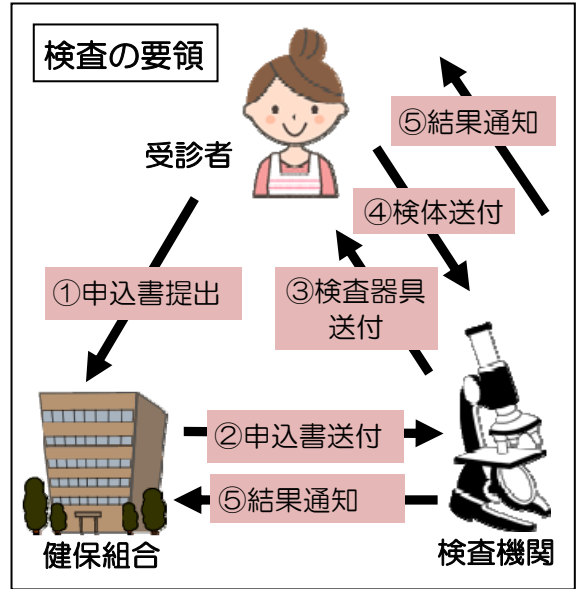 検査の要領
⑤結果通知
受診者
④検体送付
①申込書提出
③検査器具
送付
②申込書送付
⑤結果通知
健保組合
検査機関